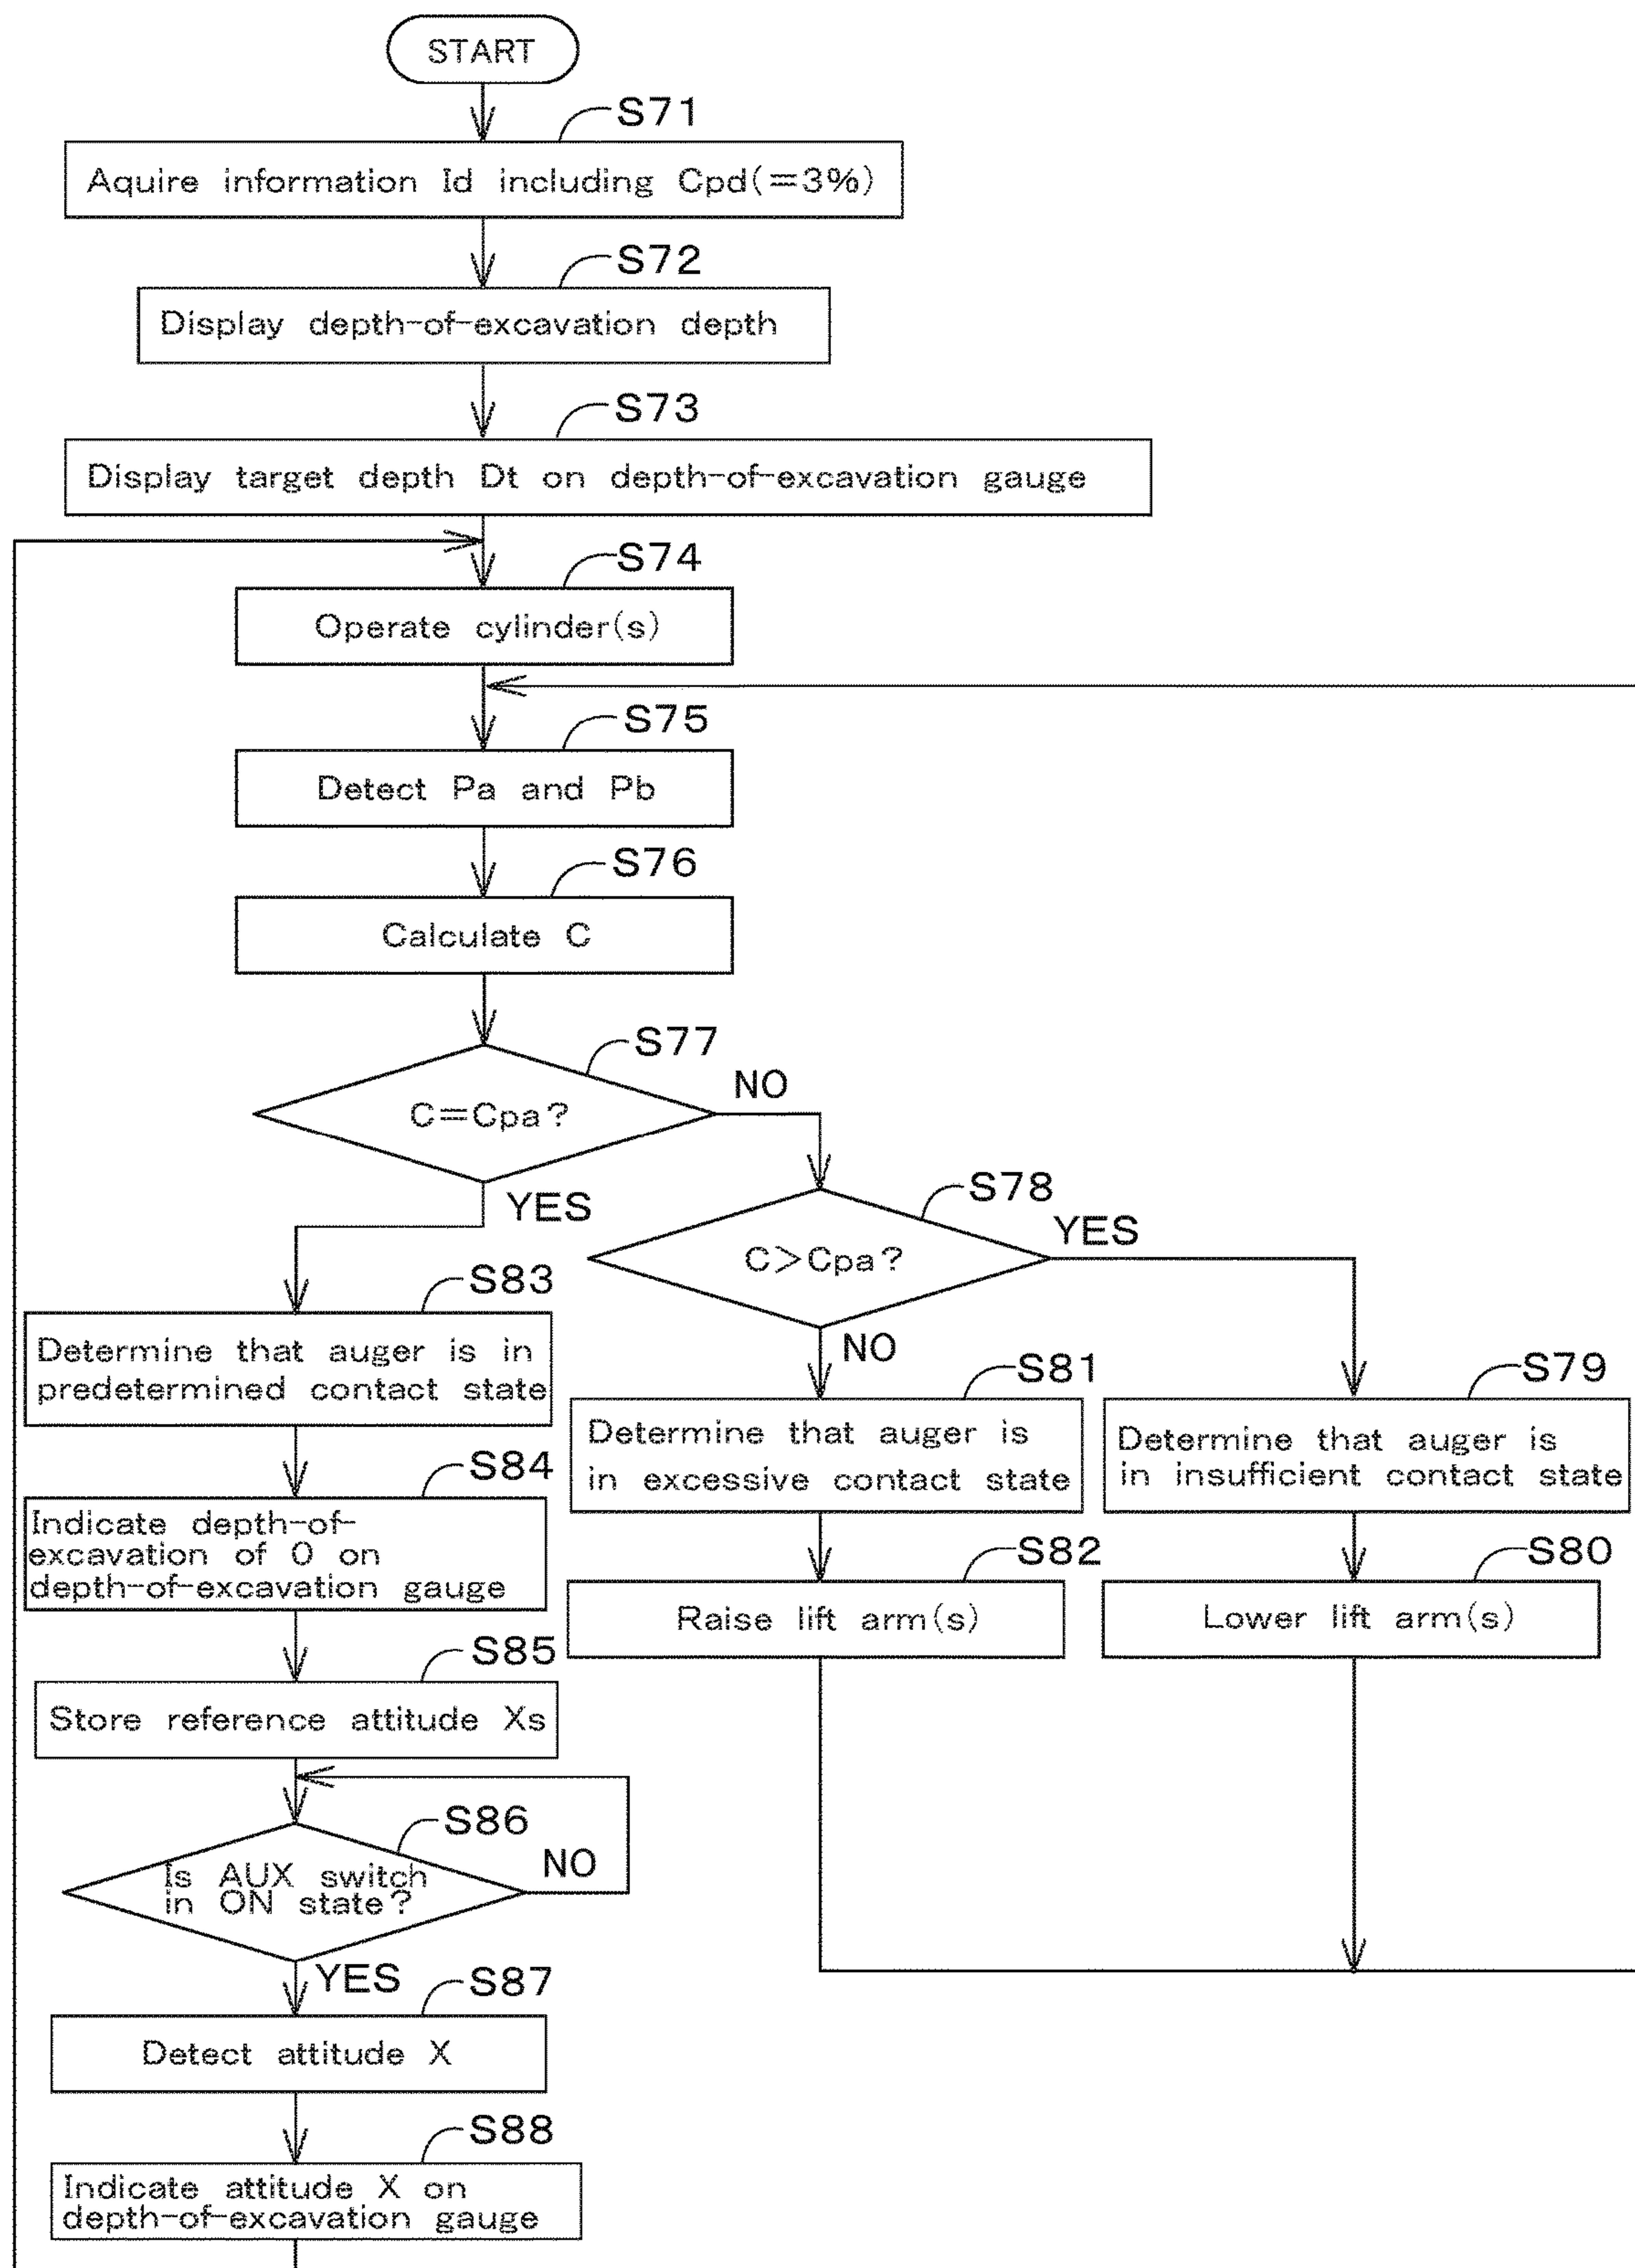 START
S71
Aquire information Id including Cpd(=3%)
S72
Display depth-of-excavation depth
S73
Display target depth Dt on depth-of-excavation gauge
S74
Operate cylinder(s)
S75
Detect Pa and Pb
S76
Calculate C
S77
C=Cpa?
NO
YES
S78
C>Cpa?
YES
NO
S83
Determine that auger is in
predetermined contact state
S81
Determine that auger is
in excessive contact state
S79
Determine that auger is
in insufficient contact state
S84
Indicate depth-of-
excavation of 0 on
depth-of-excavation gauge
S82
Raise lift arm(s)
S80
Lower lift arm(s)
S85
Store reference attitude Xs
S86
Is AUX switch
in ON state?
NO
YES
S87
Detect attitude X
S88
Indicate attitude X on
depth-of-excavation gauge